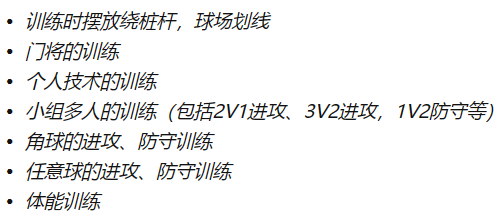 • 训练时摆放绕桩杆，球场划线
• 门将的训练
• 个人技术的训练
• 小组多人的训练（包括2V1进攻、3V2进攻，1V2防守等）
• 角球的进攻、防守训练
• 任意球的进攻、防守训练
• 体能训练